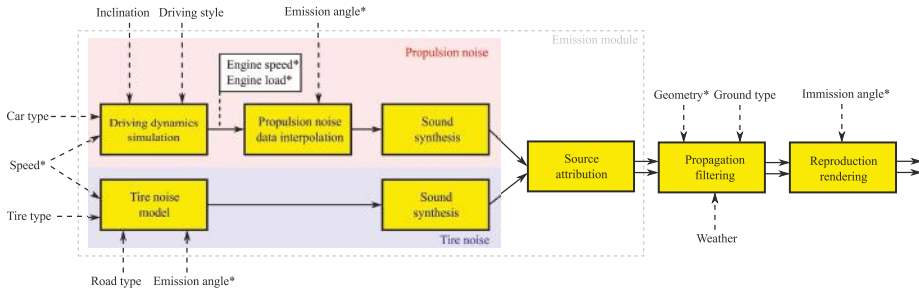 Inclination
Driving style
Emission angle*
Emission module
Propulsion noise
Engine speed*
Engine load*
Car type
Driving dynamics
simulation
Propulsion noise
data interpolation
Sound
synthesis
Geometry*
Ground type
Immission angle*
Speed*
Source
attribution
Propagation
filtering
Reproduction
rendering
Tire type
Tire noise
model
Sound
synthesis
Tire noise
Weather
Road type
Emission angle*